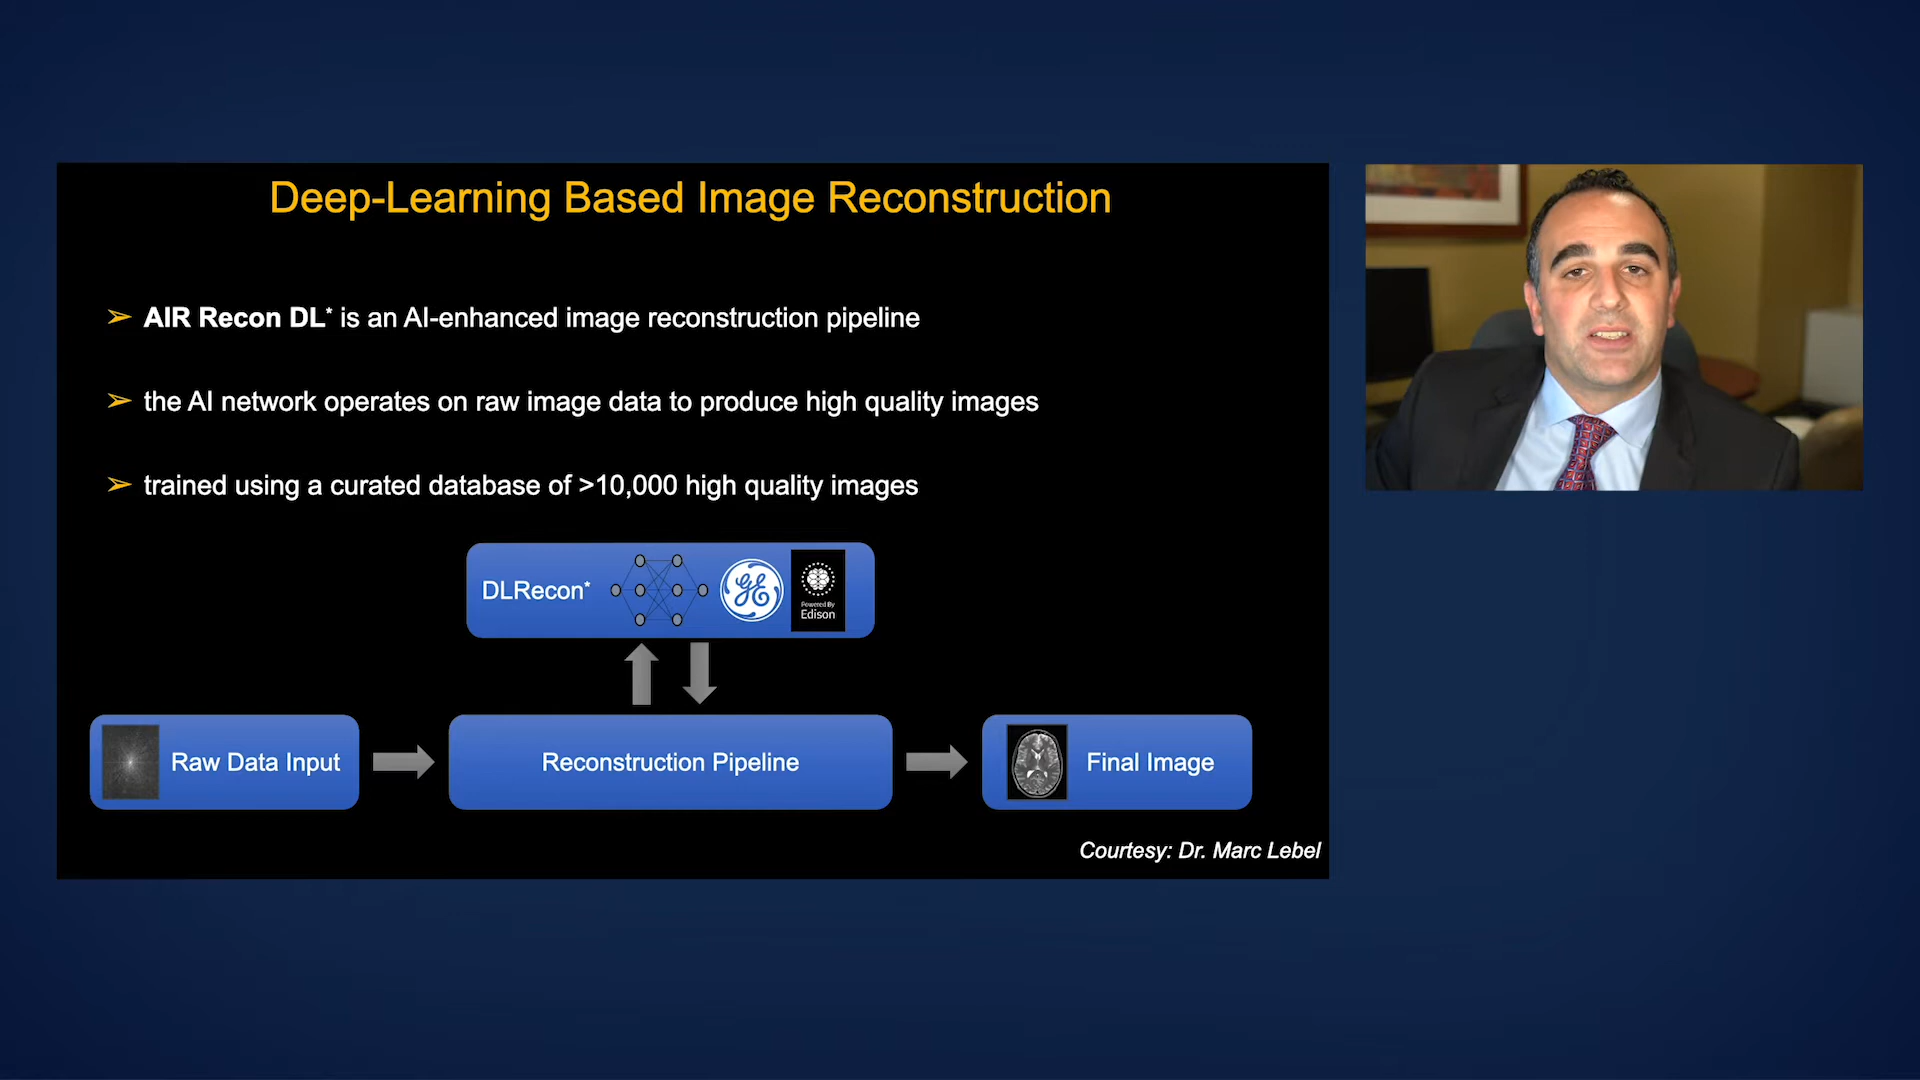 Deep-Learning Based Image Reconstruction
➢ AIR Recon DL* is an AI-enhanced image reconstruction pipeline
➢ the AI network operates on raw image data to produce high quality images
➢ trained using a curated database of >10,000 high quality images
DLRecon*
GE
Powered By
Edison
Raw Data Input
Reconstruction Pipeline
Final Image
Courtesy: Dr. Marc Lebel